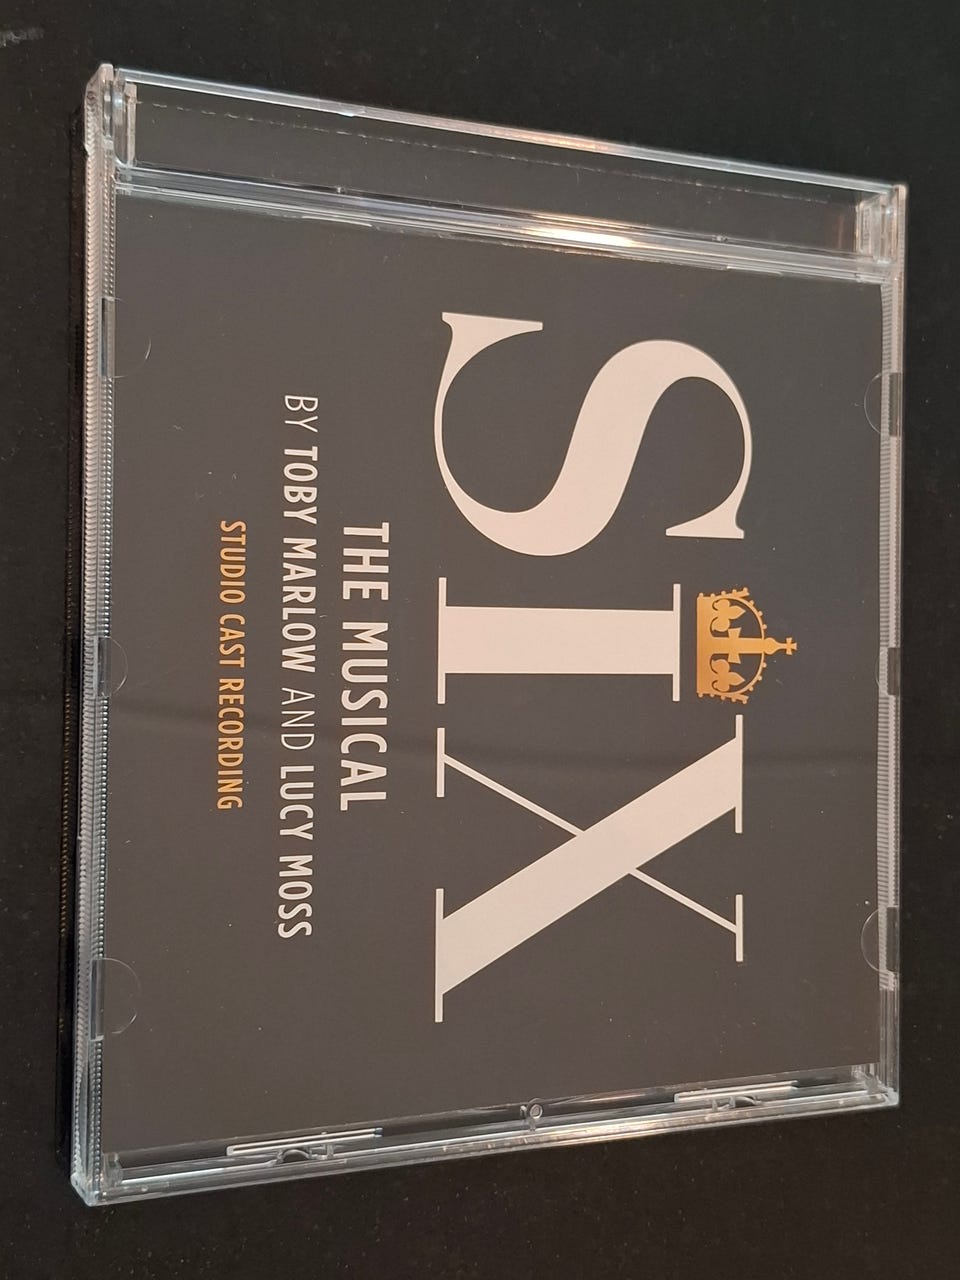 SIX
THE MUSICAL
BY TOBY MARLOW AND LUCY MOSS
STUDIO CAST RECORDING